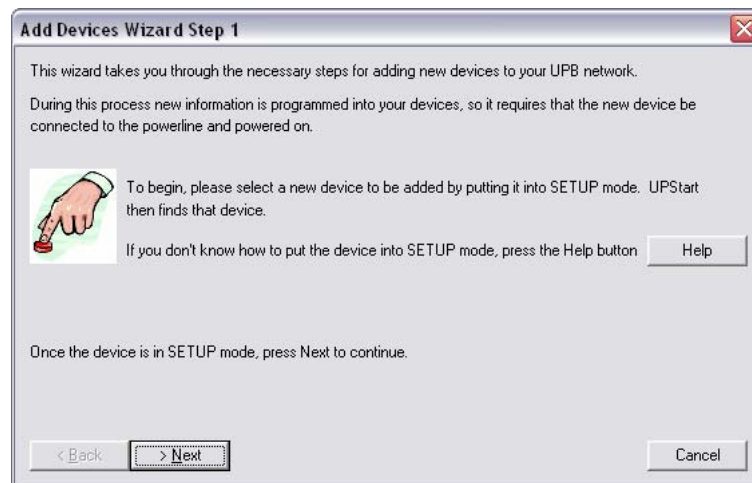 Add Devices Wizard Step 1
This wizard takes you through the necessary steps for adding new devices to your UPB network.
During this process new information is programmed into your devices, so it requires that the new device be
connected to the powerline and powered on.
To begin, please select a new device to be added by putting it into SETUP mode. UPStart
then finds that device.
If you don't know how to put the device into SETUP mode, press the Help button
Help
Once the device is in SETUP mode, press Next to continue.
< Back
> Next
Cancel